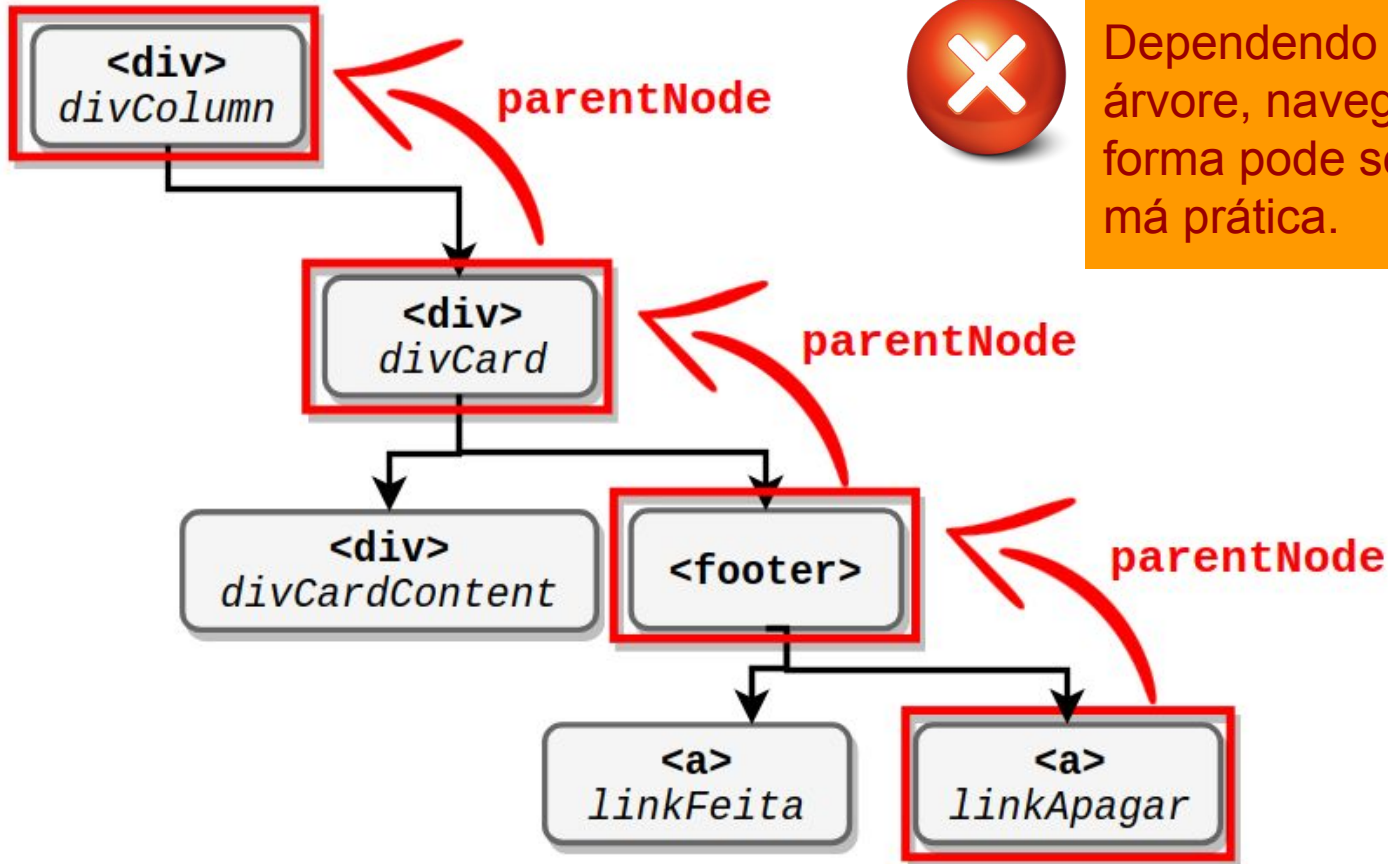 <div>
divColumn
parentNode
Dependendo
árvore, naveg
forma pode s
má prática.
<div>
divCard
parentNode
<div>
divCardContent
<footer>
parentNode
<a>
linkFeita
<a>
linkApagar